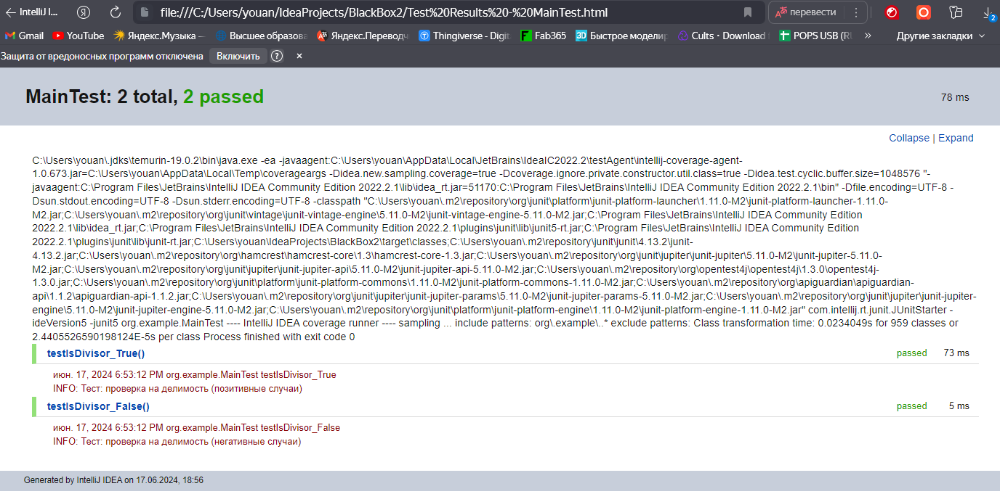 IntelliJ I...
file:///C:/Users/youan/IdeaProjects/BlackBox2/Test%20Results%20-%20MainTest.html
перевести
2
Gmail YouTube Яндекс.Музыка – Высшее образова Яндекс.Переводч Thingiverse - Digit Fab365 Быстрое моделир Cults・Download POPS USB (RU » Другие закладки
Защита от вредоносных программ отключена Включить ? ×
MainTest: 2 total, 2 passed
78 ms
Collapse | Expand
C:\Users\youan\.jdks\temurin-19.0.2\bin\java.exe -ea -javaagent:C:\Users\youan\AppData\Local\JetBrains\IdeaIC2022.2\testAgent\intellij-coverage-agent-
1.0.673.jar=C:\Users\youan\AppData\Local\Temp\coverageargs -Didea.new.sampling.coverage=true -Dcoverage.ignore.private.constructor.util.class=true -Didea.test.cyclic.buffer.size=1048576 "-
javaagent:C:\Program Files\JetBrains\IntelliJ IDEA Community Edition 2022.2.1\lib\idea_rt.jar=51170:C:\Program Files\JetBrains\IntelliJ IDEA Community Edition 2022.2.1\bin" -Dfile.encoding=UTF-8 -
Dsun.stdout.encoding=UTF-8 -Dsun.stderr.encoding=UTF-8 -classpath "C:\Users\youan\.m2\repository\org\junit\platform\junit-platform-launcher\1.11.0-M2\junit-platform-launcher-1.11.0-
M2.jar;C:\Users\youan\.m2\repository\org\junit\vintage\junit-vintage-engine\5.11.0-M2\junit-vintage-engine-5.11.0-M2.jar;C:\Program Files\JetBrains\IntelliJ IDEA Community Edition
2022.2.1\lib\idea_rt.jar;C:\Program Files\JetBrains\IntelliJ IDEA Community Edition 2022.2.1\plugins\junit\lib\junit5-rt.jar;C:\Program Files\JetBrains\IntelliJ IDEA Community Edition
2022.2.1\plugins\junit\lib\junit-rt.jar;C:\Users\youan\IdeaProjects\BlackBox2\target\classes;C:\Users\youan\.m2\repository\junit\junit\4.13.2\junit-
4.13.2.jar;C:\Users\youan\.m2\repository\org\hamcrest\hamcrest-core\1.3\hamcrest-core-1.3.jar;C:\Users\youan\.m2\repository\org\junit\jupiter\junit-jupiter\5.11.0-M2\junit-jupiter-5.11.0-
M2.jar;C:\Users\youan\.m2\repository\org\junit\jupiter\junit-jupiter-api\5.11.0-M2\junit-jupiter-api-5.11.0-M2.jar;C:\Users\youan\.m2\repository\org\opentest4j\opentest4j\1.3.0\opentest4j-
1.3.0.jar;C:\Users\youan\.m2\repository\org\junit\platform\junit-platform-commons\1.11.0-M2\junit-platform-commons-1.11.0-M2.jar;C:\Users\youan\.m2\repository\org\apiguardian\apiguardian-
api\1.1.2\apiguardian-api-1.1.2.jar;C:\Users\youan\.m2\repository\org\junit\jupiter\junit-jupiter-params\5.11.0-M2\junit-jupiter-params-5.11.0-M2.jar;C:\Users\youan\.m2\repository\org\junit\jupiter\junit-jupiter-
engine\5.11.0-M2\junit-jupiter-engine-5.11.0-M2.jar;C:\Users\youan\.m2\repository\org\junit\platform\junit-platform-engine\1.11.0-M2\junit-platform-engine-1.11.0-M2.jar" com.intellij.rt.junit.JUnitStarter -
ideVersion5 -junit5 org.example.MainTest ---- IntelliJ IDEA coverage runner ---- sampling ... include patterns: org\.example\..* exclude patterns: Class transformation time: 0.0234049s for 959 classes or
2.4405526590198124E-5s per class Process finished with exit code 0
testIsDivisor_True() passed 73 ms
июн. 17, 2024 6:53:12 PM org.example.MainTest testIsDivisor_True
INFO: Тест: проверка на делимость (позитивные случаи)
testIsDivisor_False() passed 5 ms
июн. 17, 2024 6:53:12 PM org.example.MainTest testIsDivisor_False
INFO: Тест: проверка на делимость (негативные случаи)
Generated by IntelliJ IDEA on 17.06.2024, 18:56